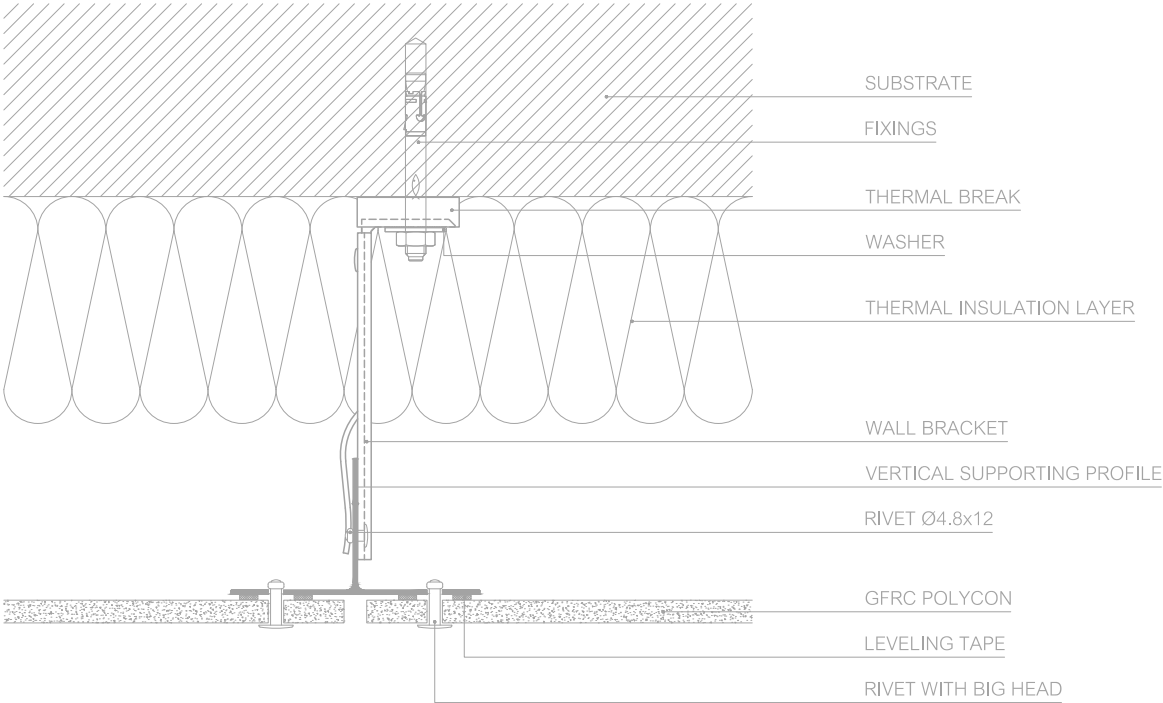 SUBSTRATE
FIXINGS
THERMAL BREAK
WASHER
THERMAL INSULATION LAYER
WALL BRACKET
VERTICAL SUPPORTING PROFILE
RIVET Ø4.8x12
GFRC POLYCON
LEVELING TAPE
RIVET WITH BIG HEAD